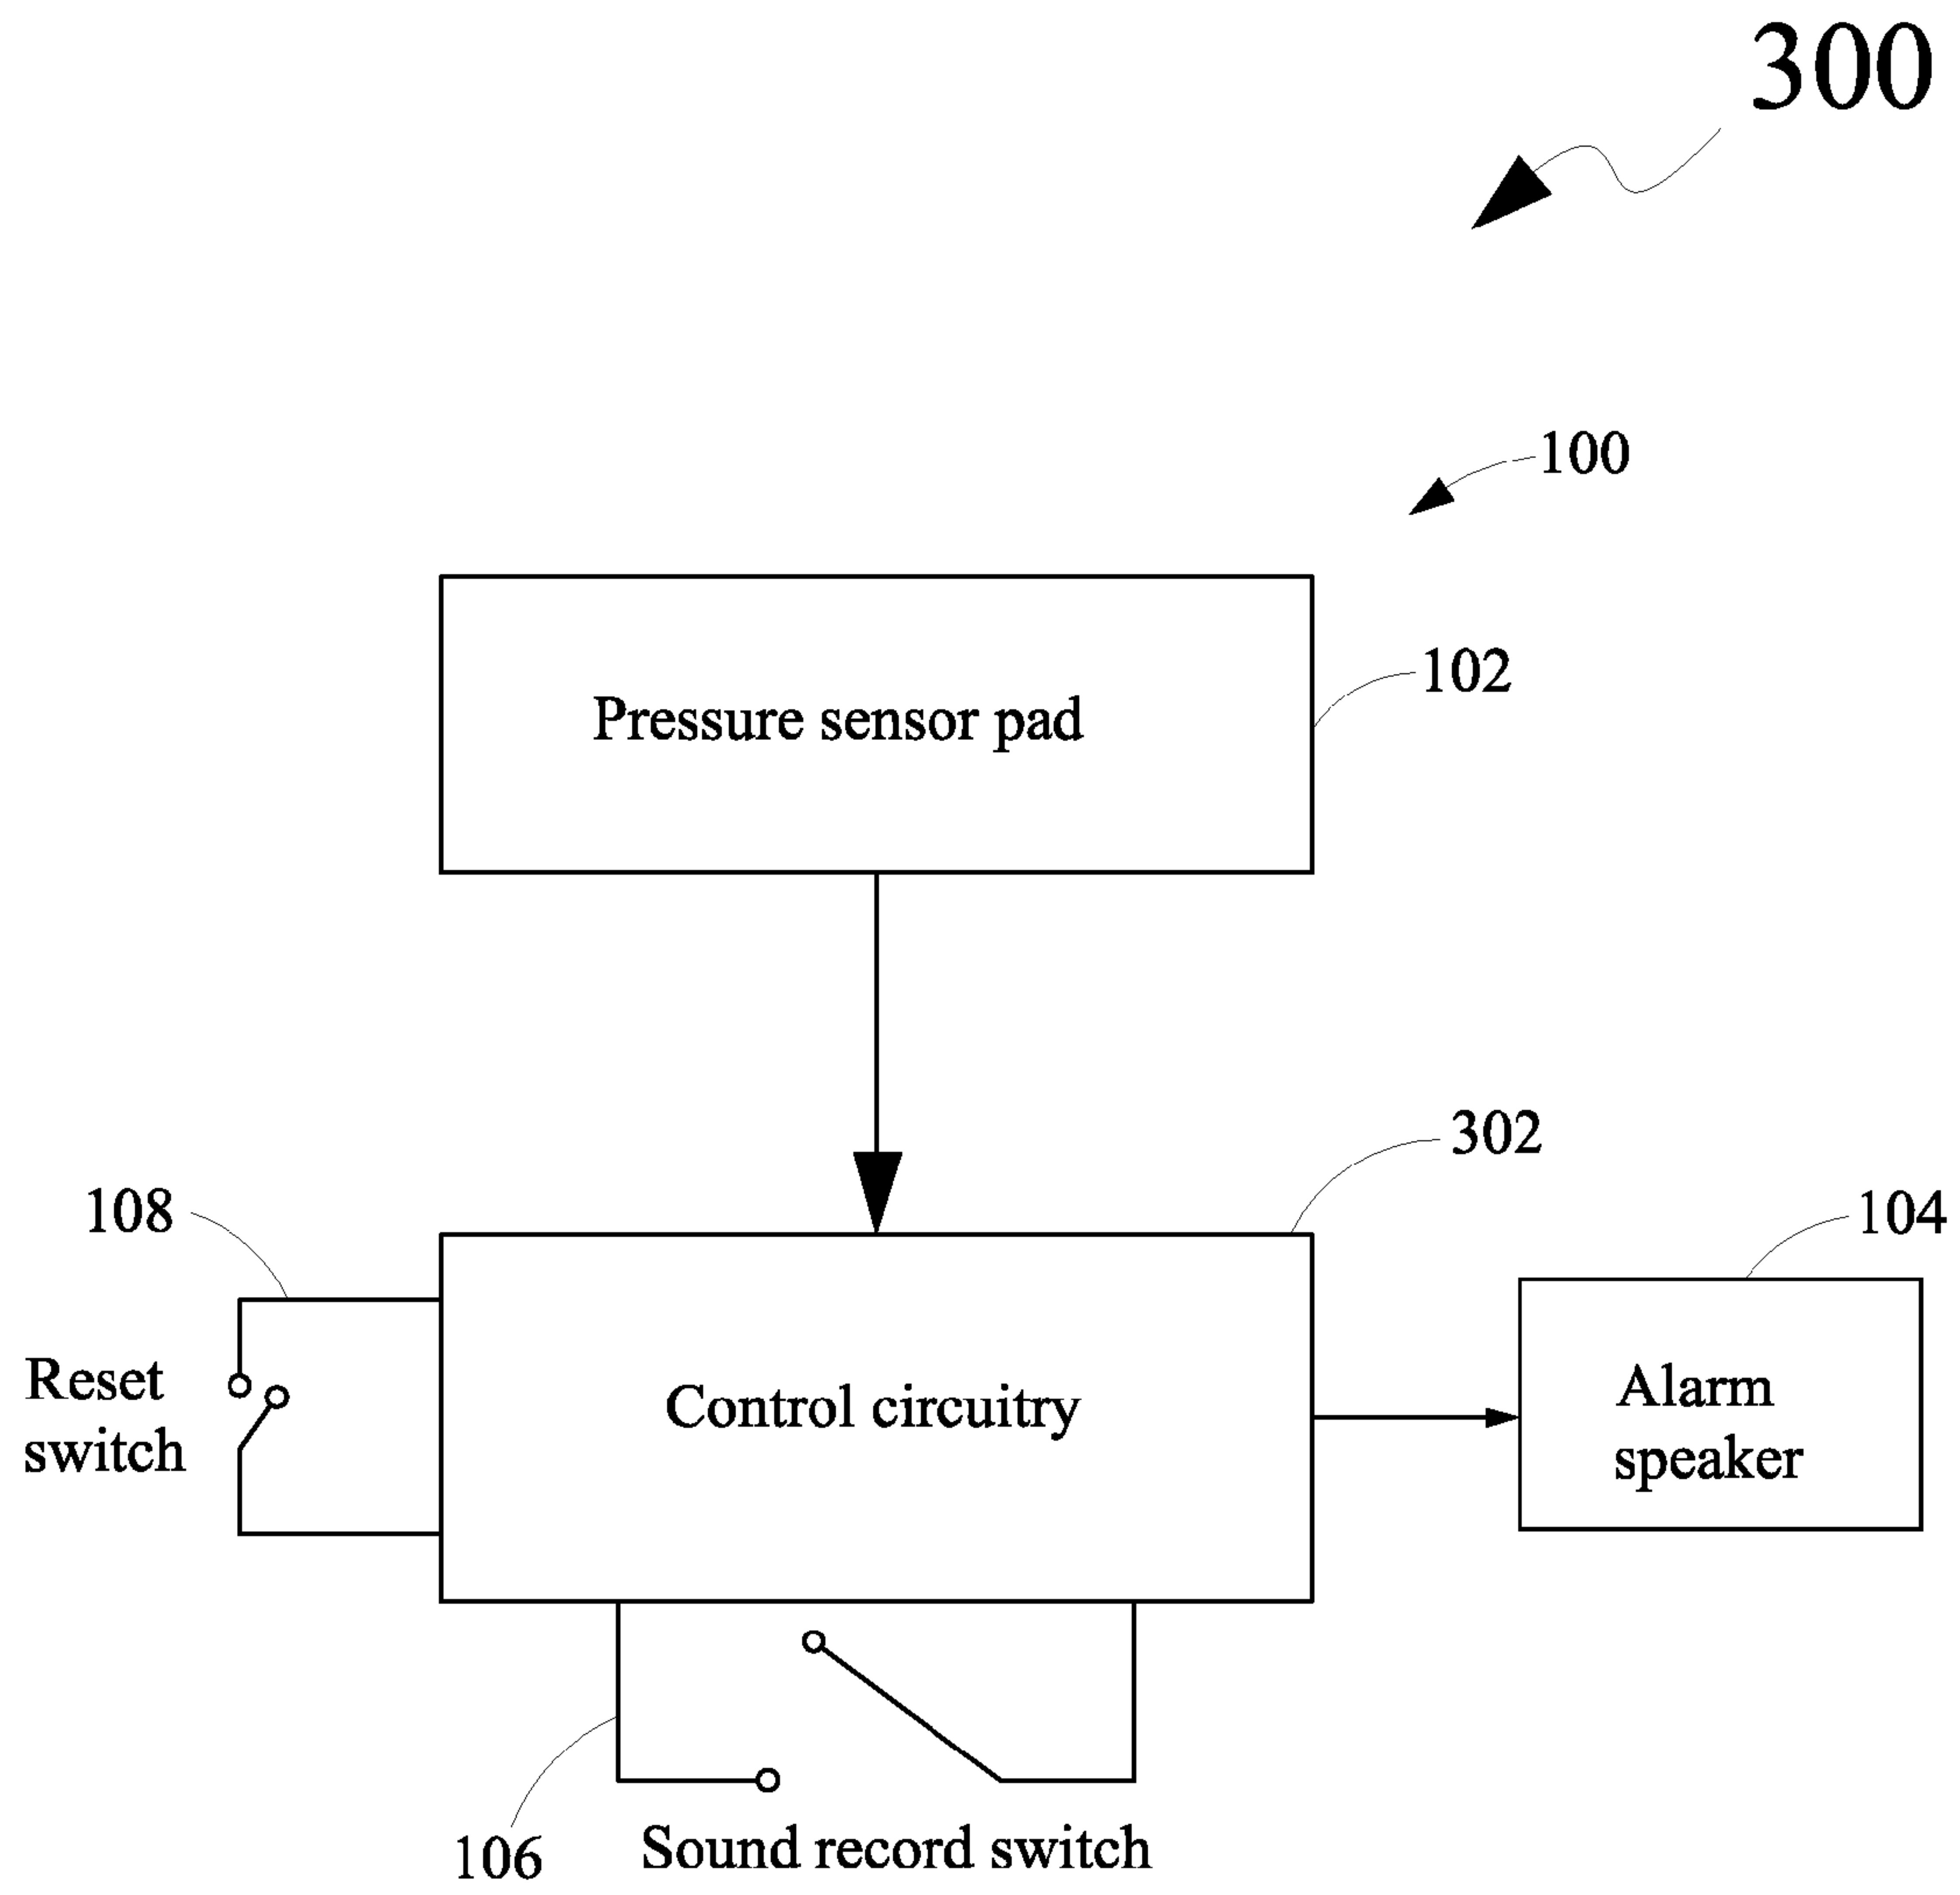 300
100
Pressure sensor pad
102
302
108
104
Reset
switch
Control circuitry
Alarm
speaker
106
Sound record switch